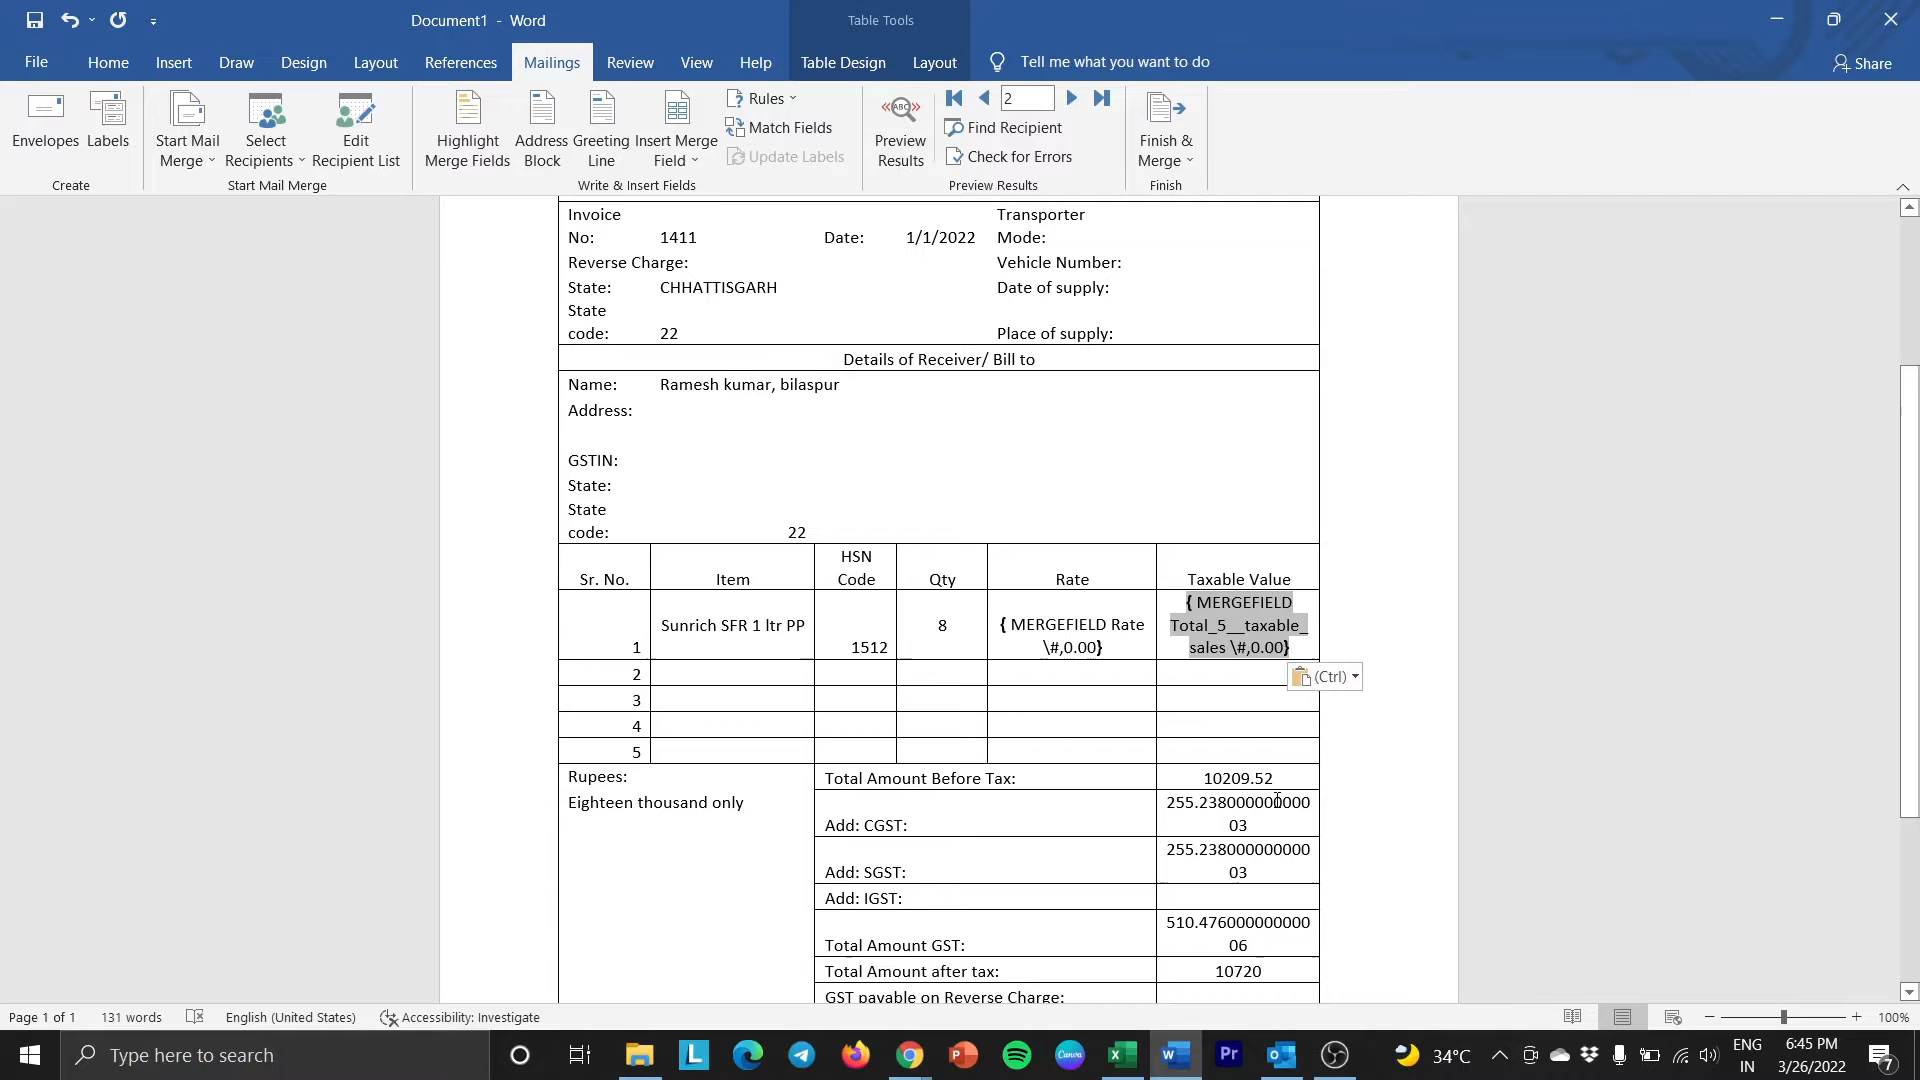 Document1 - Word
Table Tools
File Home Insert Draw Design Layout References Mailings Review View Help Table Design Layout Tell me what you want to do Share
Envelopes
Labels
Start Mail Merge
Select Recipients
Edit Recipient List
Highlight Merge Fields
Address Block
Greeting Line
Insert Merge Field
Rules
Match Fields
Update Labels
ABC
Preview Results
2
Find Recipient
Check for Errors
Finish & Merge
Create
Start Mail Merge
Write & Insert Fields
Preview Results
Finish
Invoice
No: 1411 Date: 1/1/2022
Transporter
Mode:
Reverse Charge: Vehicle Number:
State: CHHATTISGARH Date of supply:
State
code: 22 Place of supply:
Details of Receiver/ Bill to
Name: Ramesh kumar, bilaspur
Address:
GSTIN:
State:
State
code: 22
Sr. No. Item HSN Code Qty Rate Taxable Value
1 Sunrich SFR 1 ltr PP 1512 8
{ MERGEFIELD Rate
\#,0.00}
{ MERGEFIELD
Total_5__taxable_
sales \#,0.00}
(Ctrl)
2
3
4
5
Rupees:
Eighteen thousand only
Total Amount Before Tax: 10209.52
255.238000000000
Add: CGST: 03
255.238000000000
Add: SGST: 03
Add: IGST:
510.476000000000
Total Amount GST: 06
Total Amount after tax: 10720
GST payable on Reverse Charge:
Page 1 of 1 131 words English (United States) Accessibility: Investigate 100%
Type here to search
34°C
ENG
IN
6:45 PM
3/26/2022
7